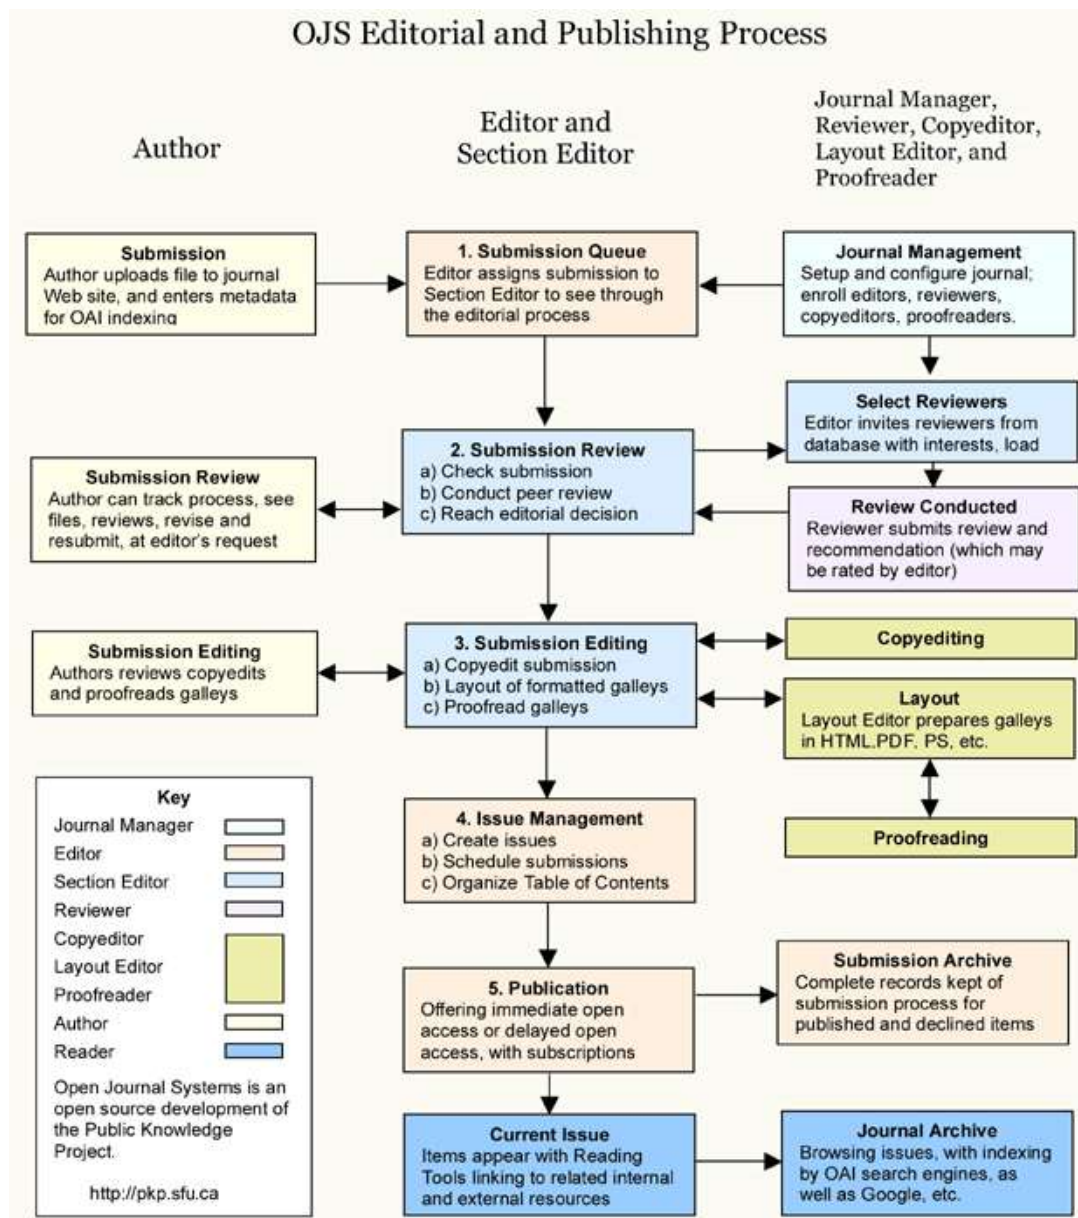 OJS Editorial and Publishing Process
Author
Editor and
Section Editor
Journal Manager,
Reviewer, Copyeditor,
Layout Editor, and
Proofreader
Submission
Author uploads file to journal
Web site, and enters metadata
for OAI indexing
1. Submission Queue
Editor assigns submission to
Section Editor to see through
the editorial process
Journal Management
Setup and configure journal;
enroll editors, reviewers,
copyeditors, proofreaders.
Select Reviewers
Editor invites reviewers from
database with interests, load
Submission Review
Author can track process, see
files, reviews, revise and
resubmit, at editor's request
2. Submission Review
a) Check submission
b) Conduct peer review
c) Reach editorial decision
Review Conducted
Reviewer submits review and
recommendation (which may
be rated by editor)
Submission Editing
Authors reviews copyedits
and proofreads galleys
3. Submission Editing
a) Copyedit submission
b) Layout of formatted galleys
c) Proofread galleys
Copyediting
Layout
Layout Editor prepares galleys
in HTML.PDF, PS, etc.
Proofreading
4. Issue Management
a) Create issues
b) Schedule submissions
c) Organize Table of Contents
5. Publication
Offering immediate open
access or delayed open
access, with subscriptions
Submission Archive
Complete records kept of
submission process for
published and declined items
Current Issue
Items appear with Reading
Tools linking to related internal
and external resources
Journal Archive
Browsing issues, with indexing
by OAI search engines, as
well as Google, etc.
Key
Journal Manager
Editor
Section Editor
Reviewer
Copyeditor
Layout Editor
Proofreader
Author
Reader
Open Journal Systems is an
open source development of
the Public Knowledge
Project.
http://pkp.sfu.ca